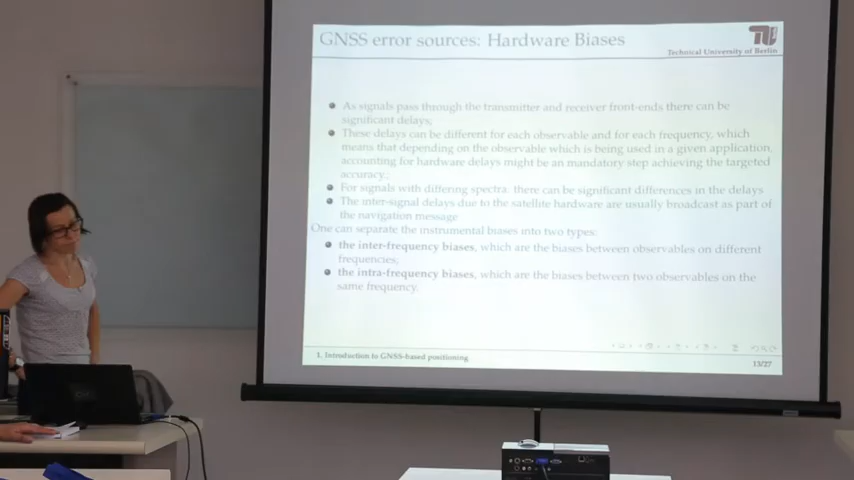 GNSS error sources: Hardware Biases
Technical University of Berlin
As signals pass through the transmitter and receiver front-ends there can be
significant delays;
These delays can be different for each observable and for each frequency, which
means that depending on the observable which is being used in a given application,
accounting for hardware delays might be an mandatory step achieving the targeted
accuracy.;
For signals with differing spectra, there can be significant differences in the delays
The inter-signal delays due to the satellite hardware are usually broadcast as part of
the navigation message
One can separate the instrumental biases into two types:
the inter-frequency biases, which are the biases between observables on different
frequencies;
the intra-frequency biases, which are the biases between two observables on the
same frequency.
1. Introduction to GNSS-based positioning
13/27